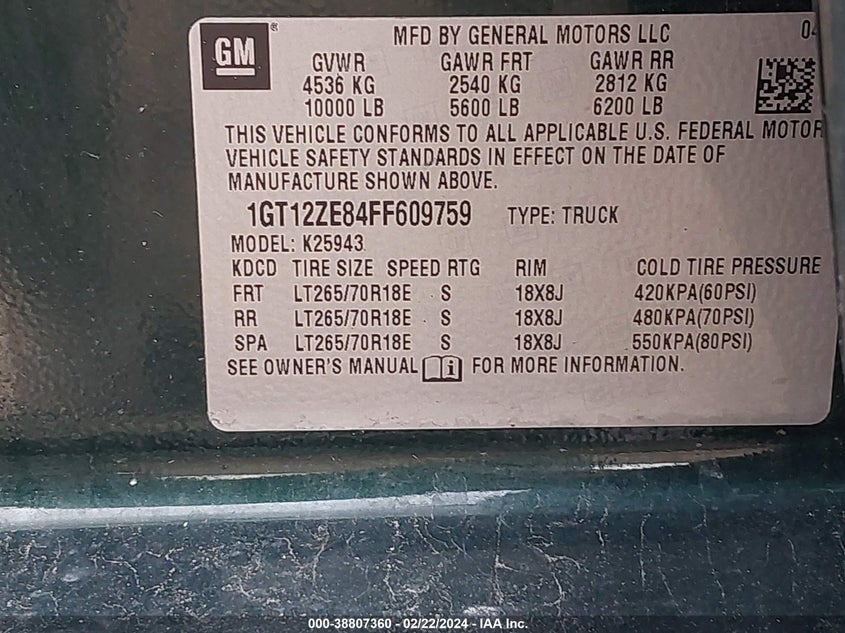 GM ®
MFD BY GENERAL MOTORS LLC 04
GVWR GAWR FRT GAWR RR
4536 KG 2540 KG 2812 KG
10000 LB 5600 LB 6200 LB
THIS VEHICLE CONFORMS TO ALL APPLICABLE U.S. FEDERAL MOTOR
VEHICLE SAFETY STANDARDS IN EFFECT ON THE DATE OF
MANUFACTURE SHOWN ABOVE.
1GT12ZE84FF609759 TYPE: TRUCK
MODEL: K25943
KDCD TIRE SIZE SPEED RTG RIM COLD TIRE PRESSURE
FRT LT265/70R18E S 18X8J 420KPA(60PSI)
RR LT265/70R18E S 18X8J 480KPA(70PSI)
SPA LT265/70R18E S 18X8J 550KPA(80PSI)
SEE OWNER'S MANUAL FOR MORE INFORMATION.
000-38807360 - 02/22/2024 - IAA Inc.